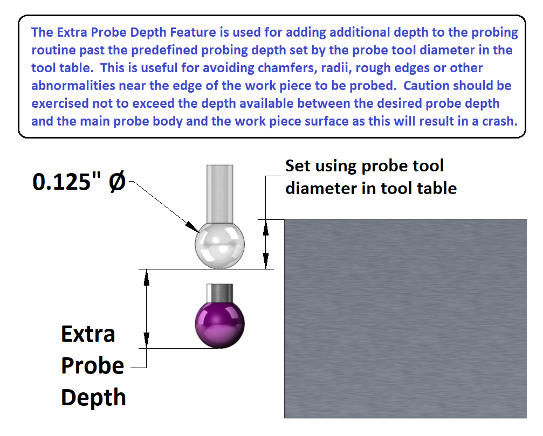 The Extra Probe Depth Feature is used for adding additional depth to the probing
routine past the predefined probing depth set by the probe tool diameter in the
tool table.  This is useful for avoiding chamfers, radii, rough edges or other
abnormalities near the edge of the work piece to be probed.  Caution should be
exercised not to exceed the depth available between the desired probe depth
and the main probe body and the work piece surface as this will result in a crash.
Set using probe tool
diameter in tool table
0.125" Ø
Extra
Probe
Depth